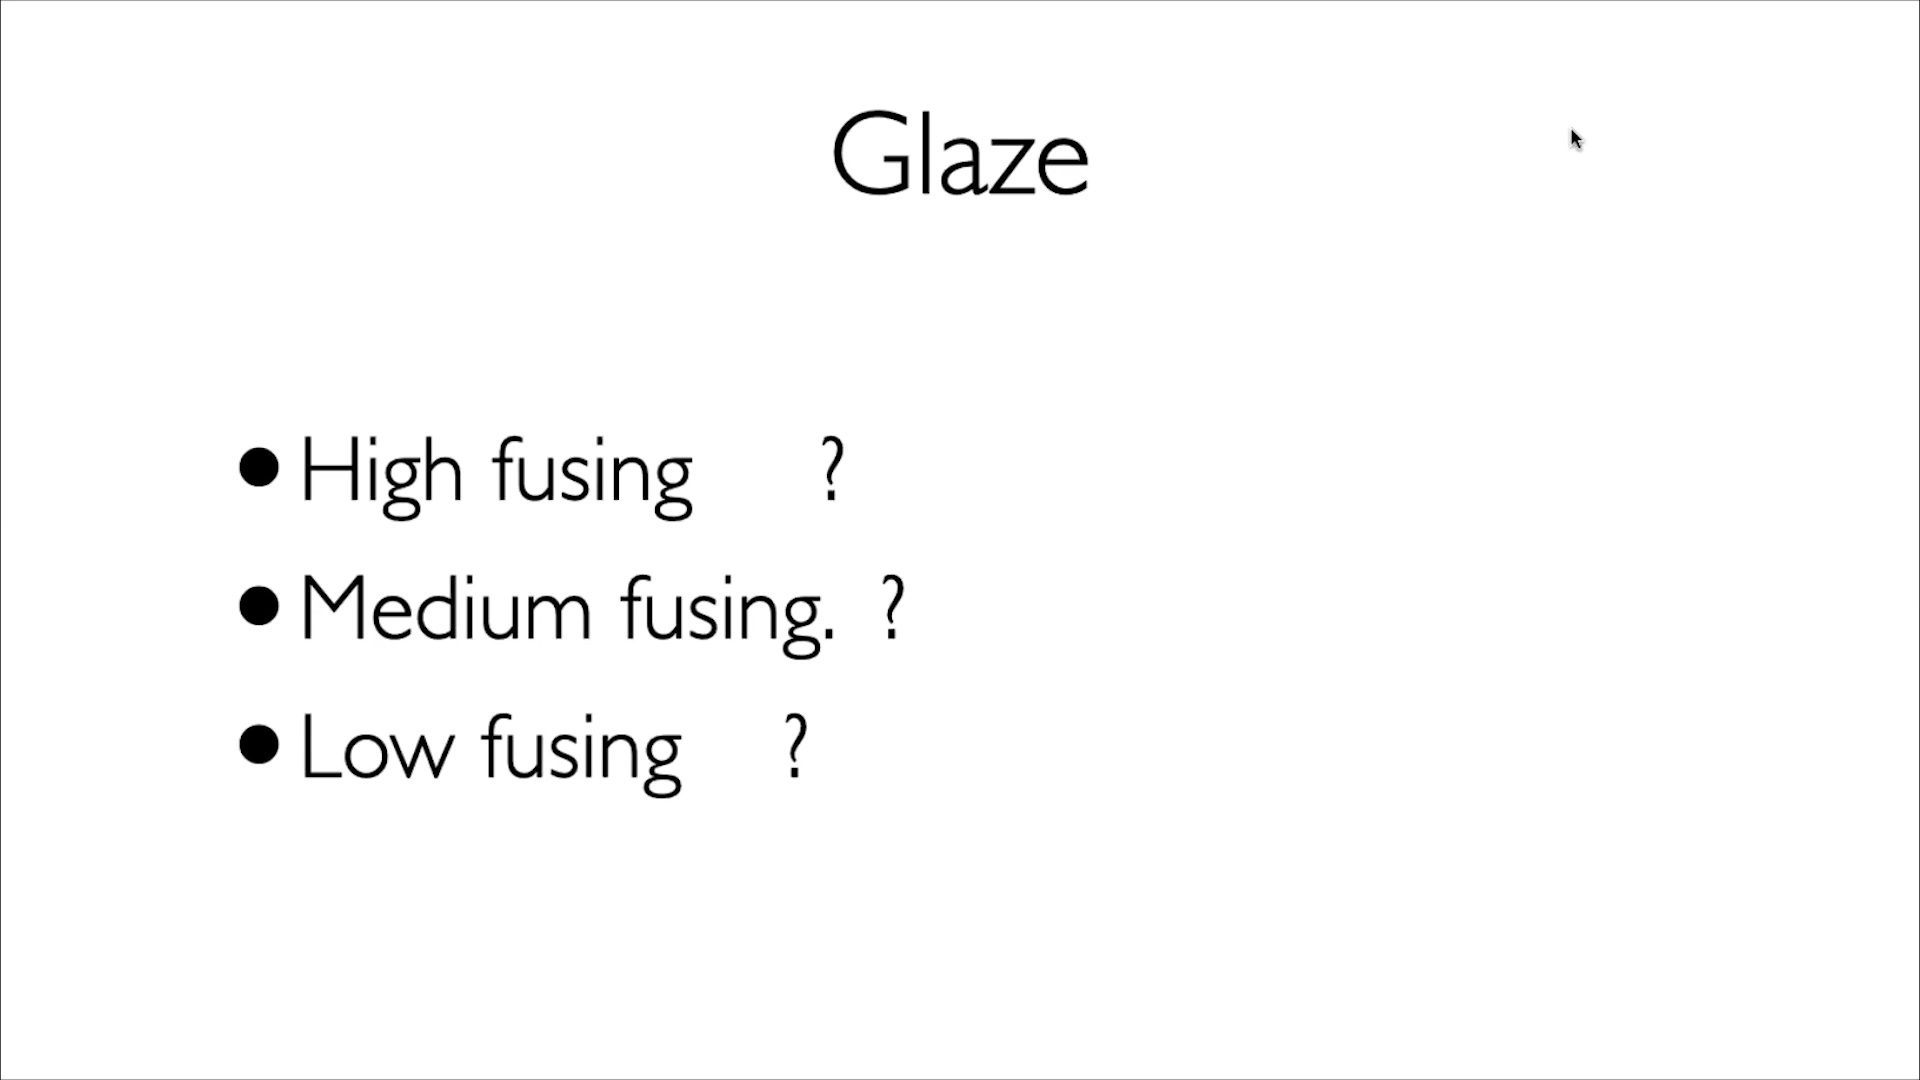 Glaze
• High fusing ?
• Medium fusing. ?
• Low fusing ?